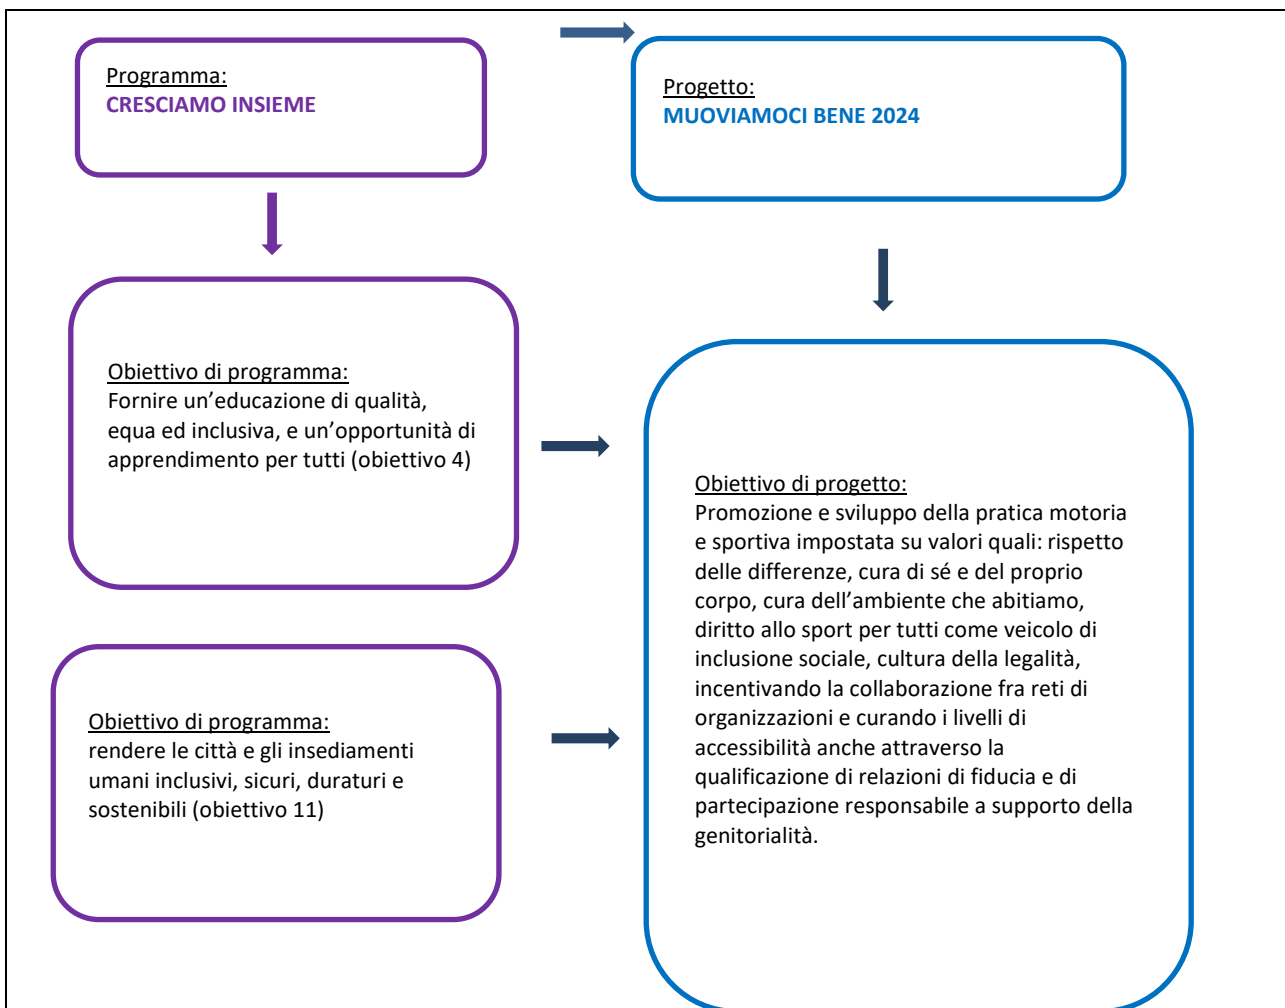 Programma:
CRESCIAMO INSIEME
Progetto:
MUOVIAMOCI BENE 2024
Obiettivo di programma:
Fornire un’educazione di qualità,
equa ed inclusiva, e un’opportunità di
apprendimento per tutti (obiettivo 4)
Obiettivo di programma:
rendere le città e gli insediamenti
umani inclusivi, sicuri, duraturi e
sostenibili (obiettivo 11)
Obiettivo di progetto:
Promozione e sviluppo della pratica motoria
e sportiva impostata su valori quali: rispetto
delle differenze, cura di sé e del proprio
corpo, cura dell’ambiente che abitiamo,
diritto allo sport per tutti come veicolo di
inclusione sociale, cultura della legalità,
incentivando la collaborazione fra reti di
organizzazioni e curando i livelli di
accessibilità anche attraverso la
qualificazione di relazioni di fiducia e di
partecipazione responsabile a supporto della
genitorialità.